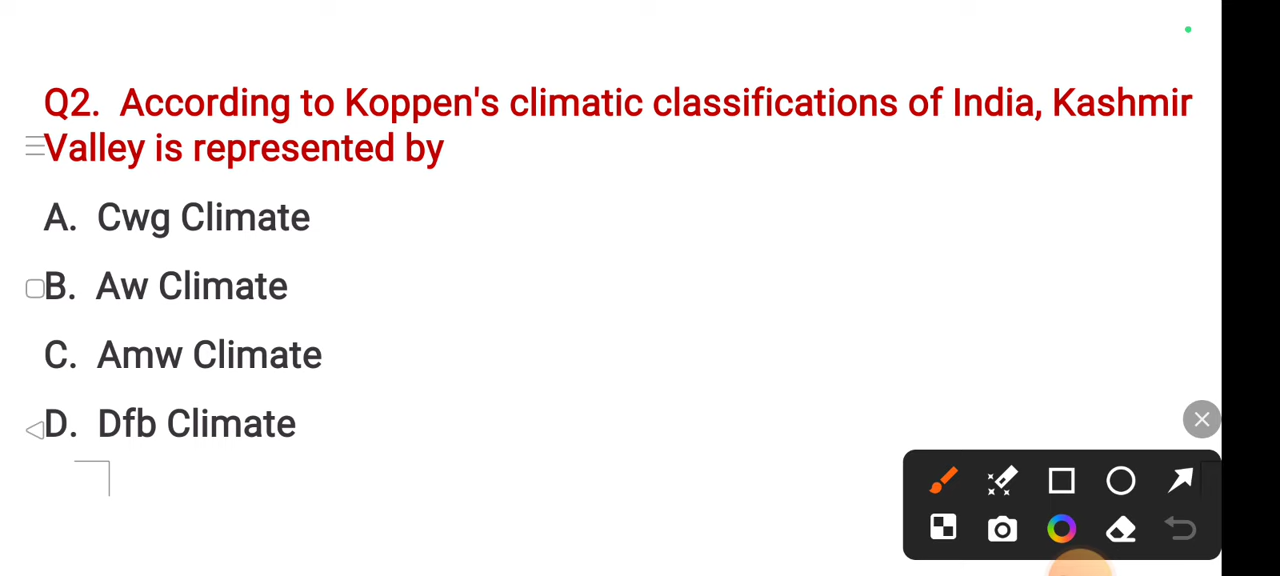 Q2. According to Koppen's climatic classifications of India, Kashmir
Valley is represented by
A. Cwg Climate
B. Aw Climate
C. Amw Climate
D. Dfb Climate